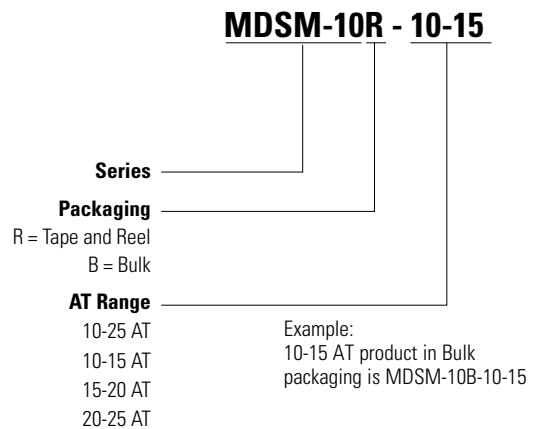 MDSM-10R - 10-15
Series
Packaging
R = Tape and Reel
B = Bulk
AT Range
10-25 AT
10-15 AT
15-20 AT
20-25 AT
Example:
10-15 AT product in Bulk
packaging is MDSM-10B-10-15